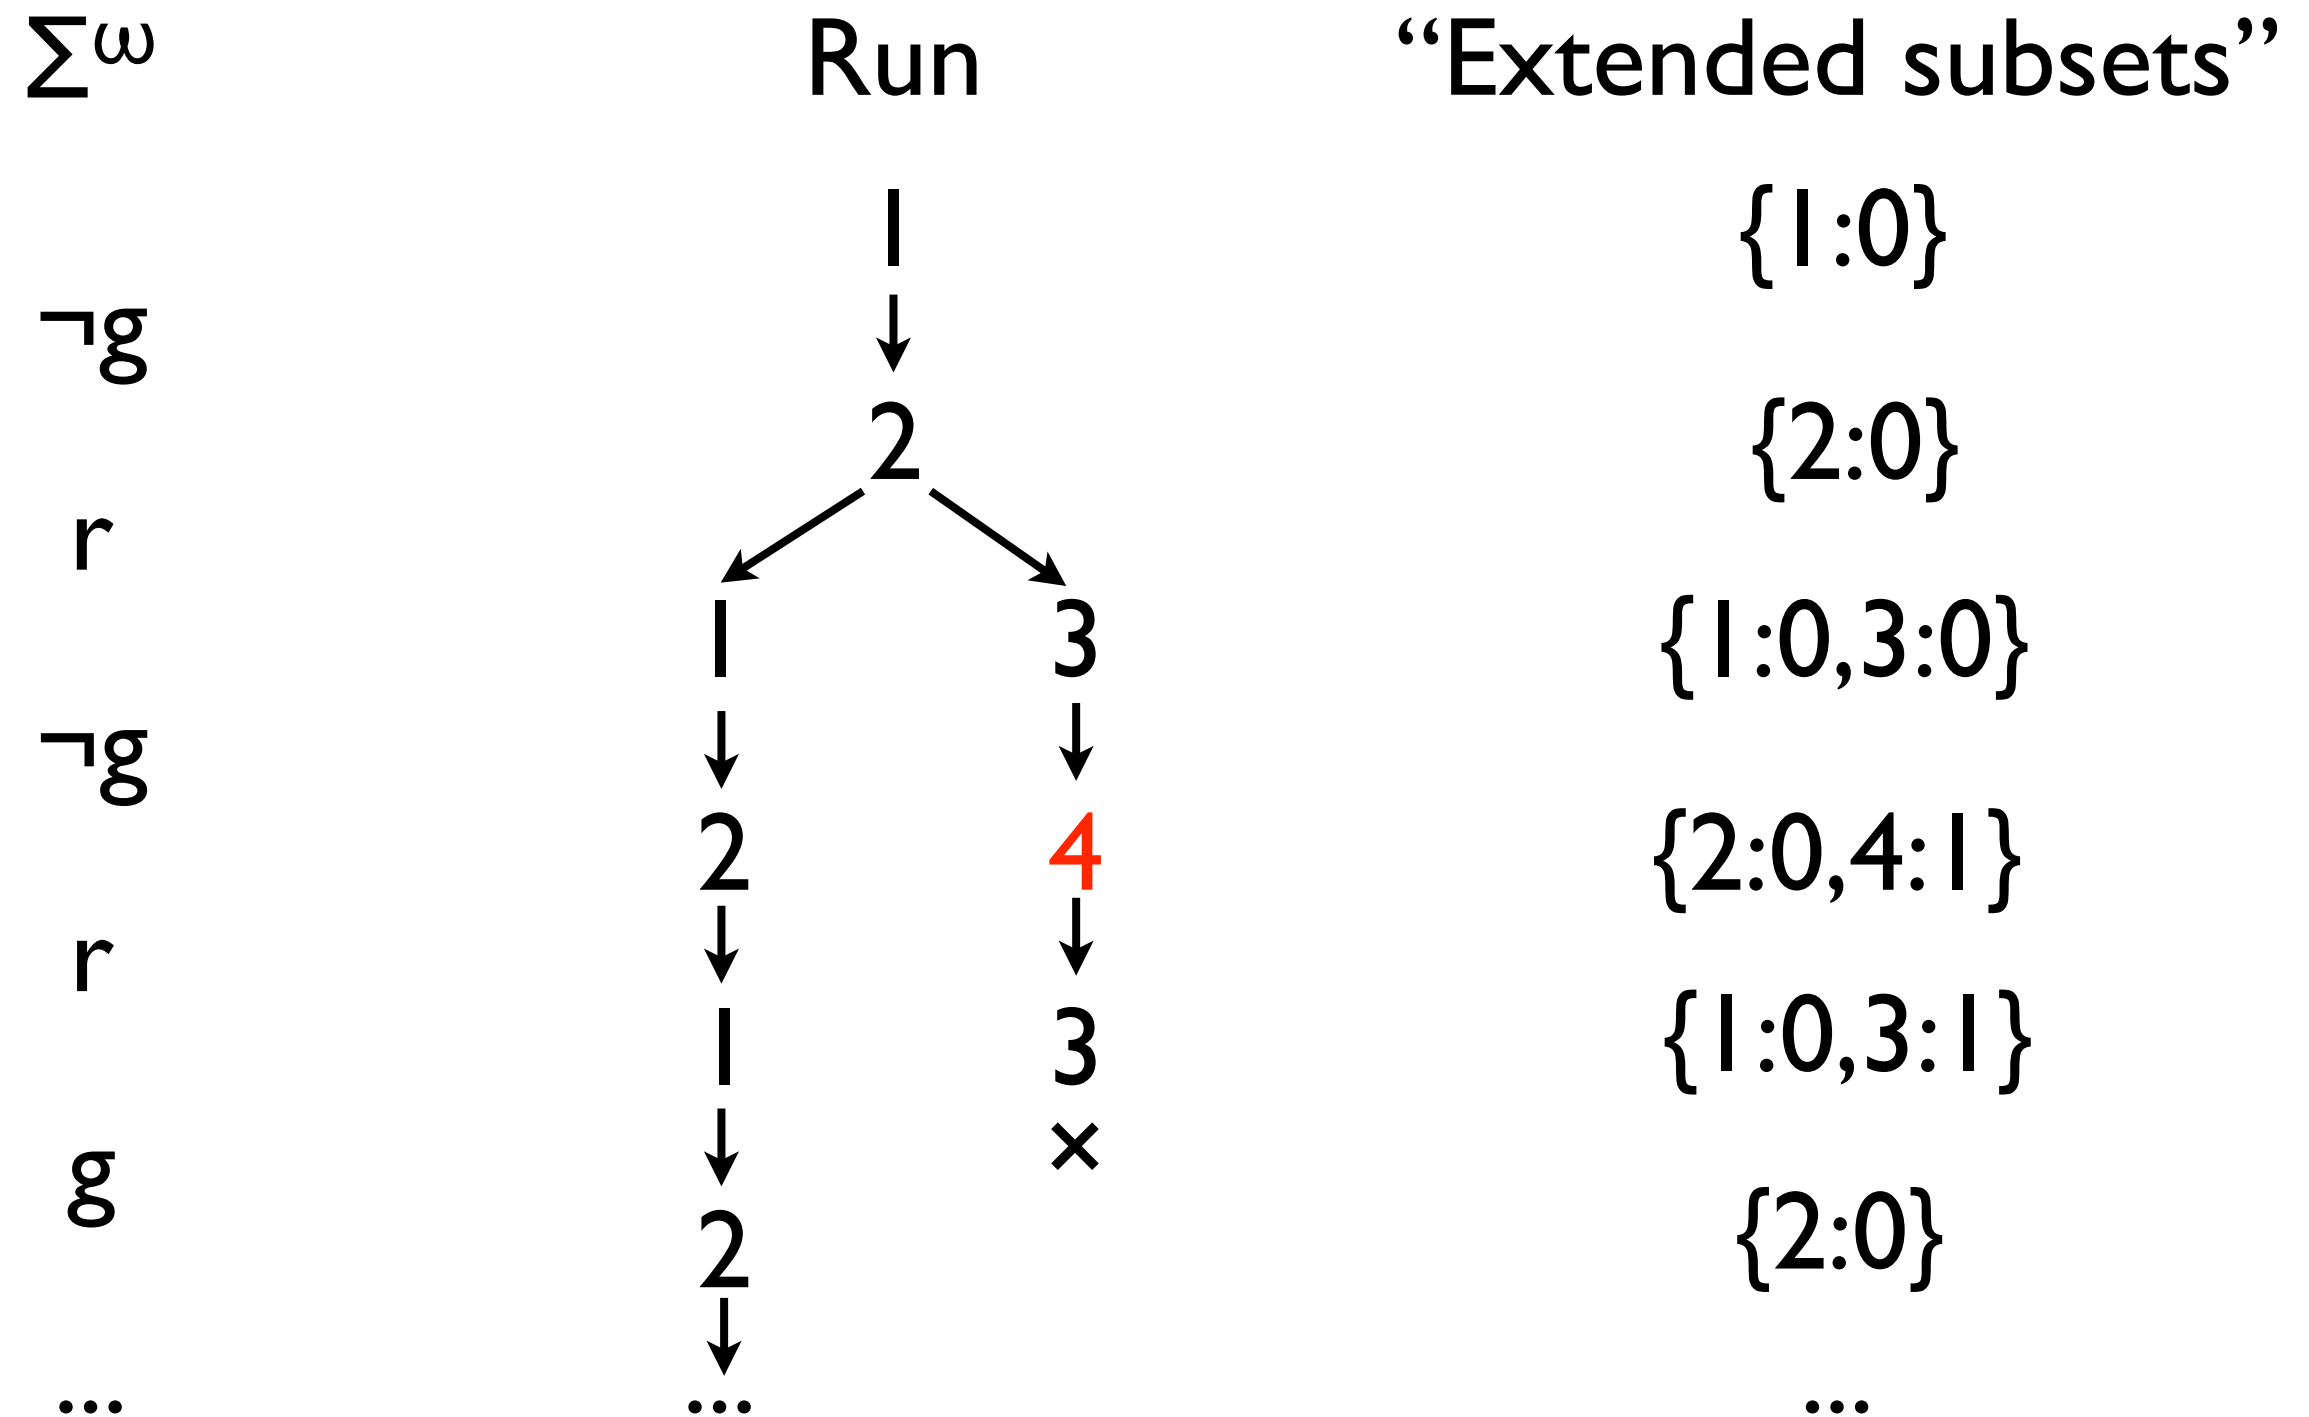 ∑ω Run “Extended subsets”
1 {1:0}
¬g
2 {2:0}
r
1 3 {1:0,3:0}
¬g
2 4 {2:0,4:1}
r
1 3 {1:0,3:1}
×
g
2 {2:0}
... ... ...